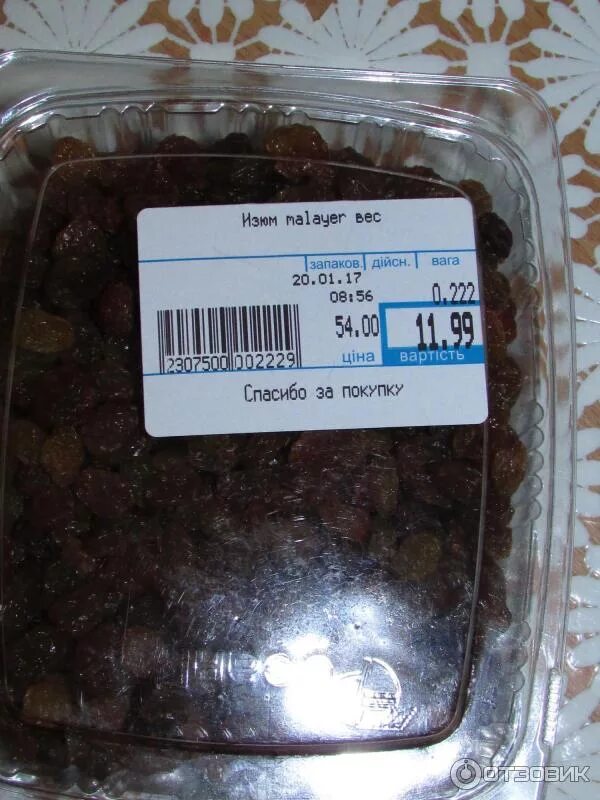 Изюм malayer вес
запаков. дійсн. вага
20.01.17
08:56 0.222
54.00 11.99
ціна вартість
2307500 002229
Спасибо за покупку
ОТЗОВИК